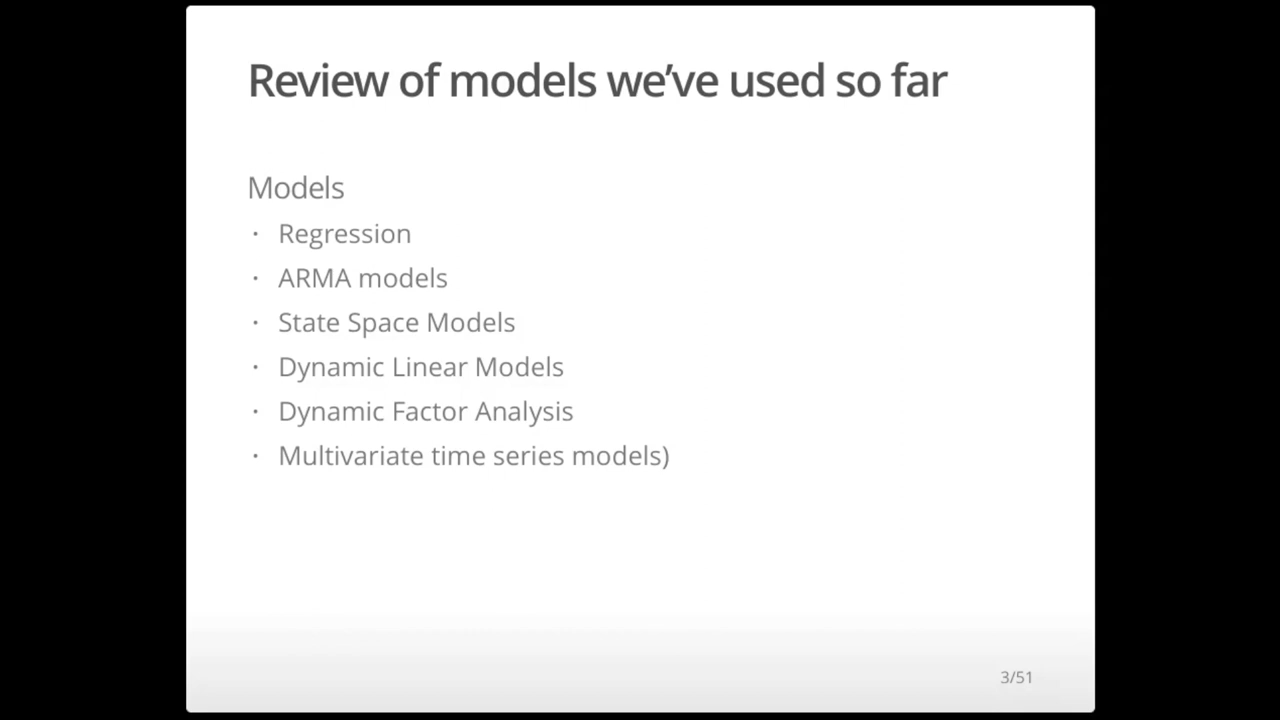 Review of models we’ve used so far
Models
· Regression
· ARMA models
· State Space Models
· Dynamic Linear Models
· Dynamic Factor Analysis
· Multivariate time series models)
3/51